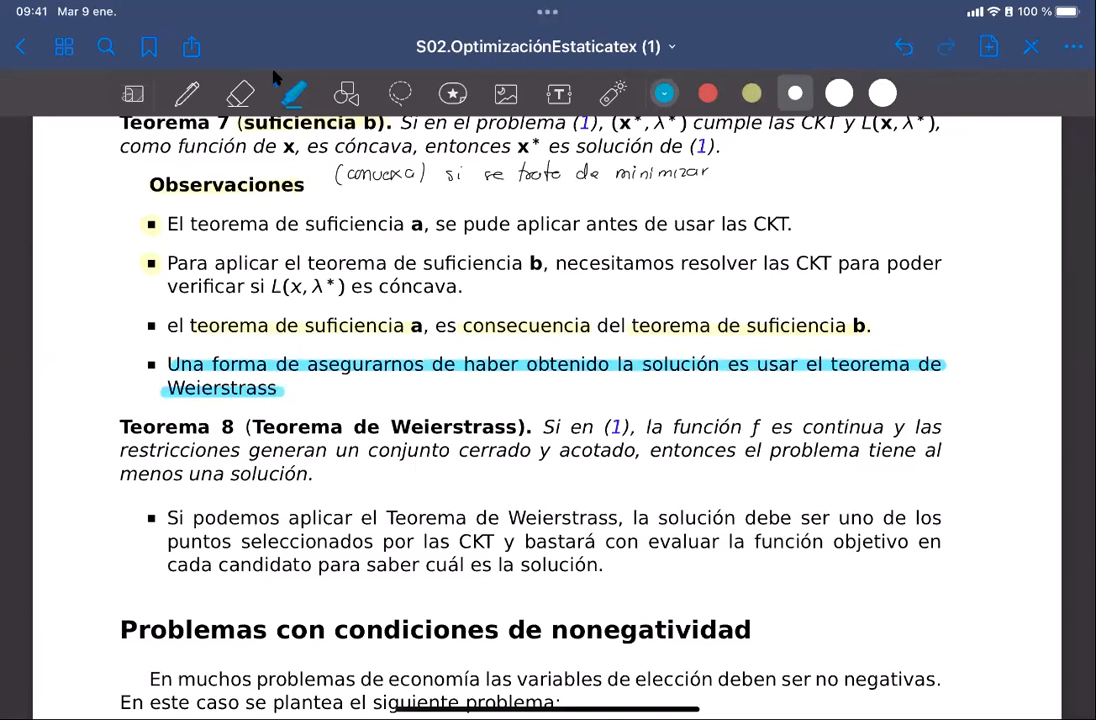 09:41 Mar 9 ene.
100 %
S02.OptimizaciónEstaticatex (1)
Teorema 7 (suficiencia b). Si en el problema (1), (x*, λ*) cumple las CKT y L(x, λ*),
como función de x, es cóncava, entonces x* es solución de (1).
(convexa) si se trata de minimizar
Observaciones
▪ El teorema de suficiencia a, se pude aplicar antes de usar las CKT.
▪ Para aplicar el teorema de suficiencia b, necesitamos resolver las CKT para poder
verificar si L(x, λ*) es cóncava.
▪ el teorema de suficiencia a, es consecuencia del teorema de suficiencia b.
▪ Una forma de asegurarnos de haber obtenido la solución es usar el teorema de
Weierstrass
Teorema 8 (Teorema de Weierstrass). Si en (1), la función f es continua y las
restricciones generan un conjunto cerrado y acotado, entonces el problema tiene al
menos una solución.
▪ Si podemos aplicar el Teorema de Weierstrass, la solución debe ser uno de los
puntos seleccionados por las CKT y bastará con evaluar la función objetivo en
cada candidato para saber cuál es la solución.
Problemas con condiciones de nonegatividad
En muchos problemas de economía las variables de elección deben ser no negativas.
En este caso se plantea el siguiente problema: